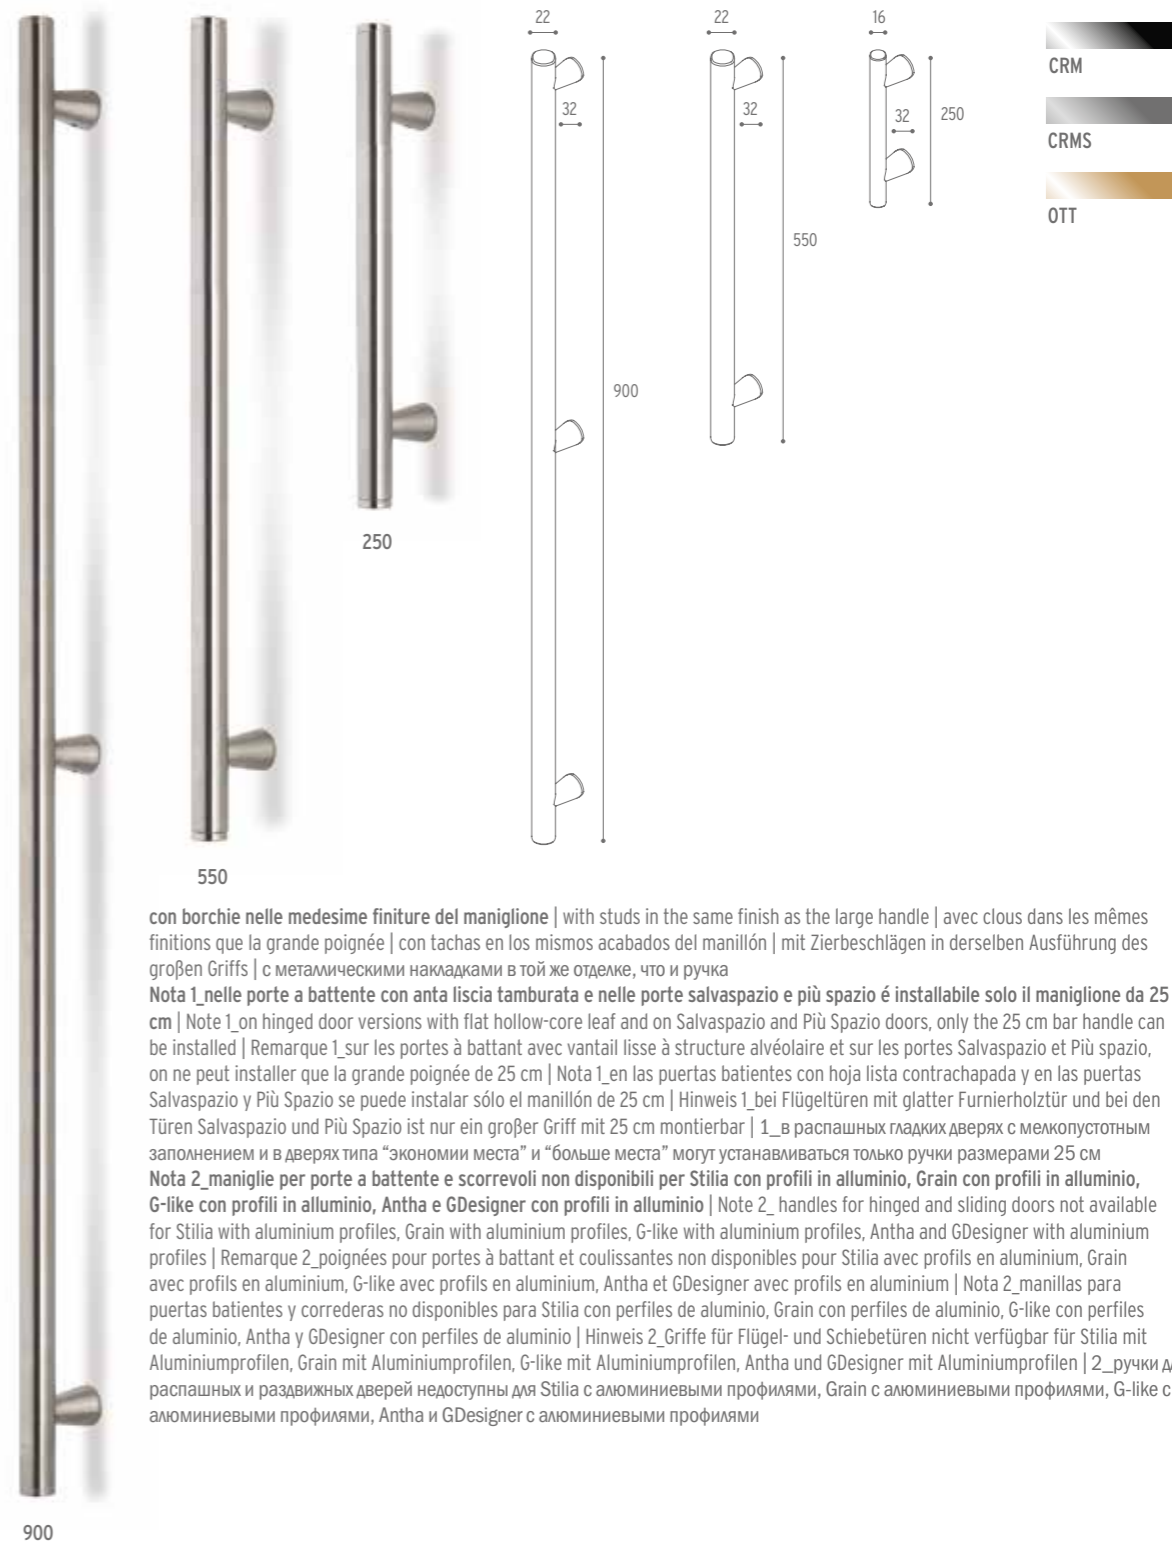 22
22
16
CRM
32
32
32
250
CRMS
OTT
550
900
250
550
con borchie nelle medesime finiture del maniglione | with studs in the same finish as the large handle | avec clous dans les mêmes
finitions que la grande poignée | con tachas en los mismos acabados del manillón | mit Zierbeschlägen in derselben Ausführung des
großen Griffs | с металлическими накладками в той же отделке, что и ручка
Nota 1_nelle porte a battente con anta liscia tamburata e nelle porte salvaspazio e più spazio é installabile solo il maniglione da 25
cm | Note 1_on hinged door versions with flat hollow-core leaf and on Salvaspazio and Più Spazio doors, only the 25 cm bar handle can
be installed | Remarque 1_sur les portes à battant avec vantail lisse à structure alvéolaire et sur les portes Salvaspazio et Più spazio,
on ne peut installer que la grande poignée de 25 cm | Nota 1_en las puertas batientes con hoja lista contrachapada y en las puertas
Salvaspazio y Più Spazio se puede instalar sólo el manillón de 25 cm | Hinweis 1_bei Flügeltüren mit glatter Furnierholztür und bei den
Türen Salvaspazio und Più Spazio ist nur ein großer Griff mit 25 cm montierbar | 1_в распашных гладких дверях с мелкопустотным
заполнением и в дверях типа “экономии места” и “больше места” могут устанавливаться только ручки размерами 25 см
Nota 2_maniglie per porte a battente e scorrevoli non disponibili per Stilia con profili in alluminio, Grain con profili in alluminio,
G-like con profili in alluminio, Antha e GDesigner con profili in alluminio | Note 2_ handles for hinged and sliding doors not available
for Stilia with aluminium profiles, Grain with aluminium profiles, G-like with aluminium profiles, Antha and GDesigner with aluminium
profiles | Remarque 2_poignées pour portes à battant et coulissantes non disponibles pour Stilia avec profils en aluminium, Grain
avec profils en aluminium, G-like avec profils en aluminium, Antha et GDesigner avec profils en aluminium | Nota 2_manillas para
puertas batientes y correderas no disponibles para Stilia con perfiles de aluminio, Grain con perfiles de aluminio, G-like con perfiles
de aluminio, Antha y GDesigner con perfiles de aluminio | Hinweis 2_Griffe für Flügel- und Schiebetüren nicht verfügbar für Stilia mit
Aluminiumprofilen, Grain mit Aluminiumprofilen, G-like mit Aluminiumprofilen, Antha und GDesigner mit Aluminiumprofilen | 2_ручки
распашных и раздвижных дверей недоступны для Stilia с алюминиевыми профилями, Grain с алюминиевыми профилями, G-like с
алюминиевыми профилями, Antha и GDesigner с алюминиевыми профилями
900